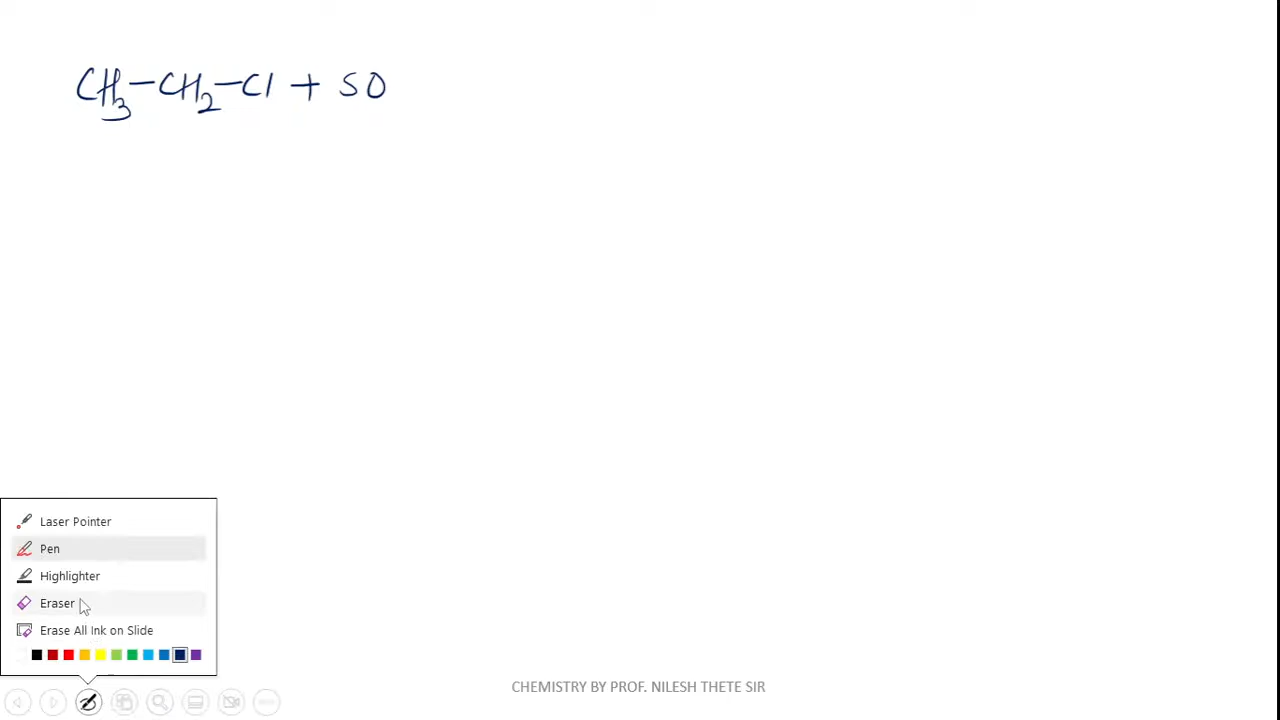 CH₃-CH₂-Cl + SO
Laser Pointer
Pen
Highlighter
Eraser
Erase All Ink on Slide
CHEMISTRY BY PROF. NILESH THETE SIR